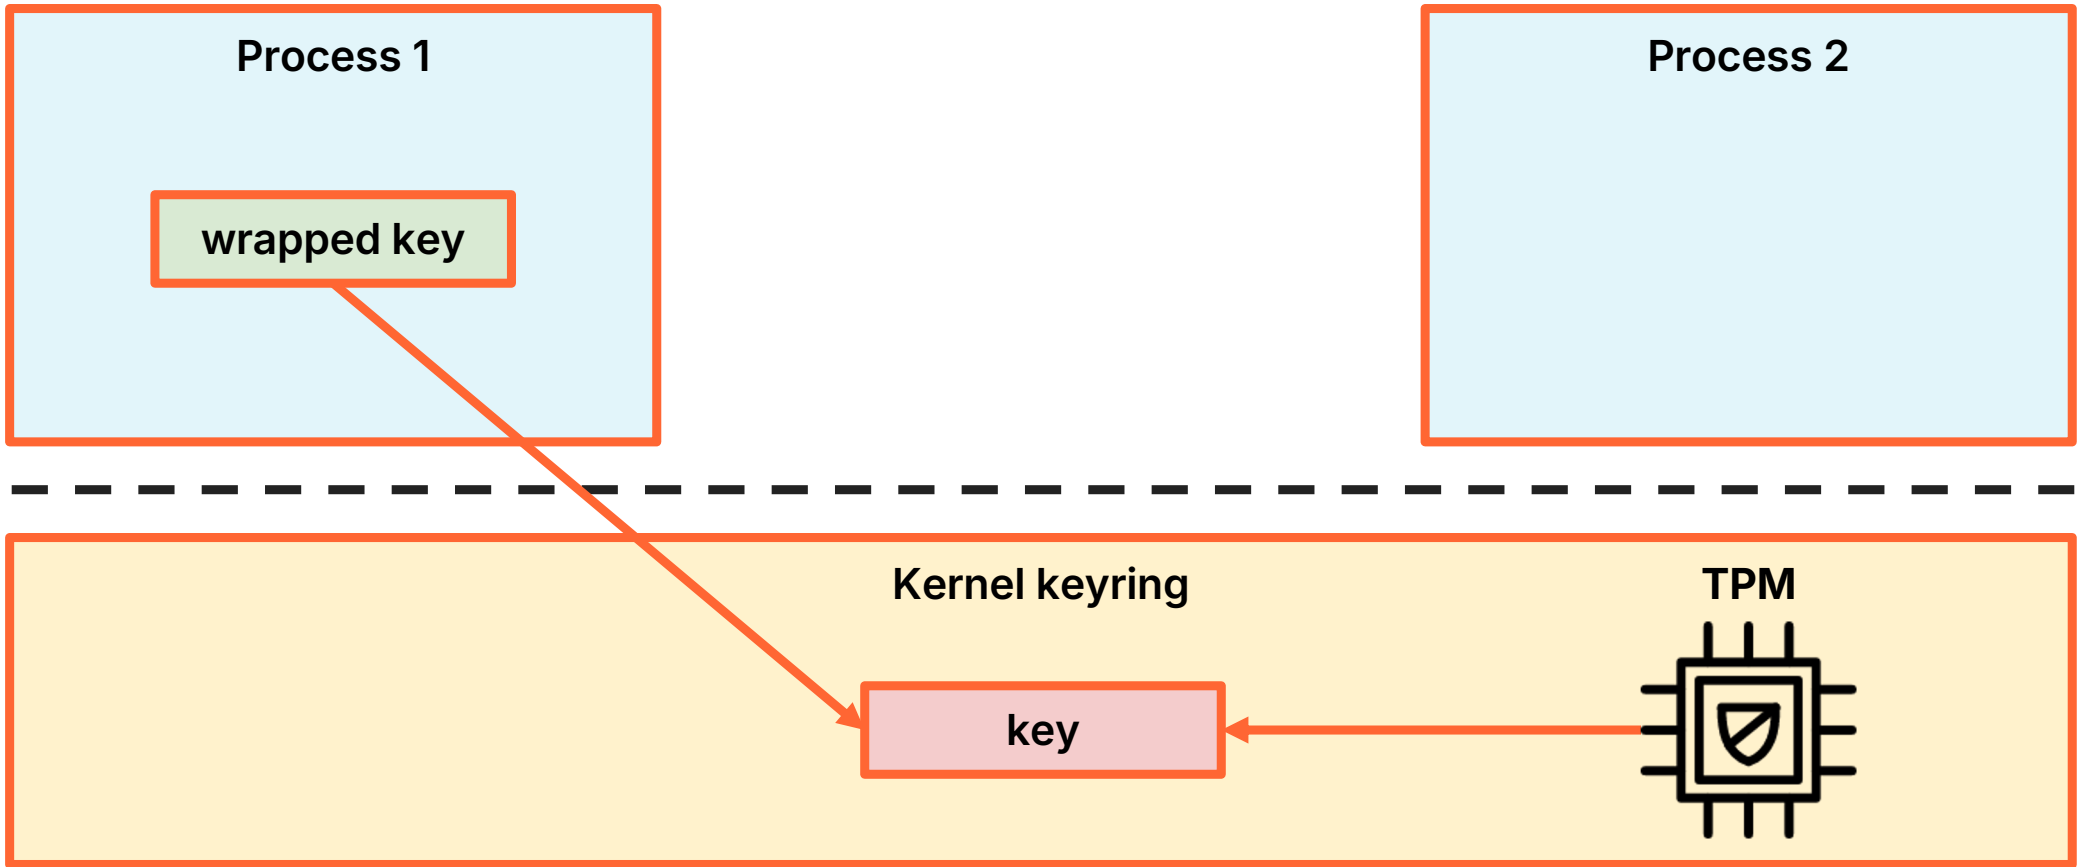 Process 1
Process 2
wrapped key
Kernel keyring
TPM
key